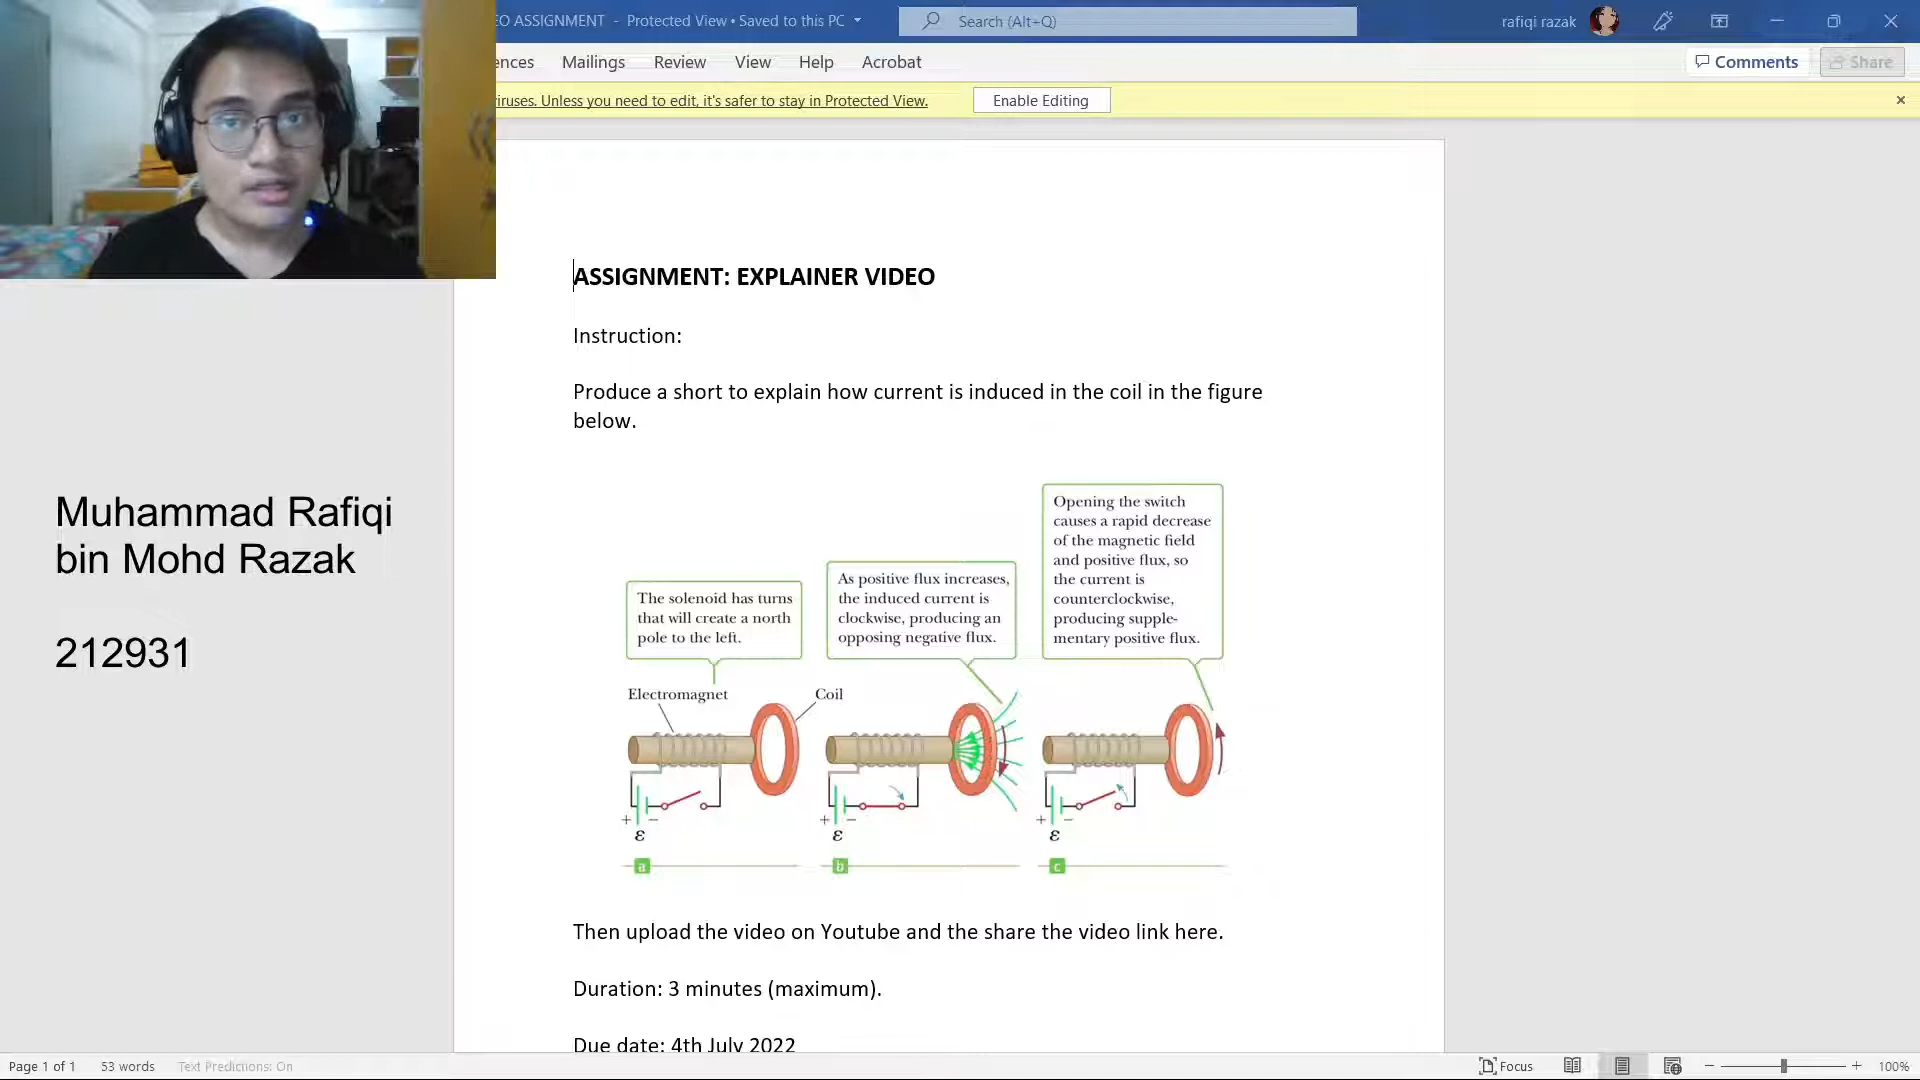 EO ASSIGNMENT - Protected View • Saved to this PC
Search (Alt+Q)
rafiqi razak
ences Mailings Review View Help Acrobat
Comments
Share
iruses. Unless you need to edit, it's safer to stay in Protected View.
Enable Editing
ASSIGNMENT: EXPLAINER VIDEO
Instruction:
Produce a short to explain how current is induced in the coil in the figure
below.
Muhammad Rafiqi
bin Mohd Razak
212931
The solenoid has turns
that will create a north
pole to the left.
As positive flux increases,
the induced current is
clockwise, producing an
opposing negative flux.
Opening the switch
causes a rapid decrease
of the magnetic field
and positive flux, so
the current is
counterclockwise,
producing supple-
mentary positive flux.
Electromagnet
Coil
+ −
ε
a
+ −
ε
b
+ −
ε
c
Then upload the video on Youtube and the share the video link here.
Duration: 3 minutes (maximum).
Due date: 4th July 2022
Page 1 of 1 53 words Text Predictions: On
Focus
100%